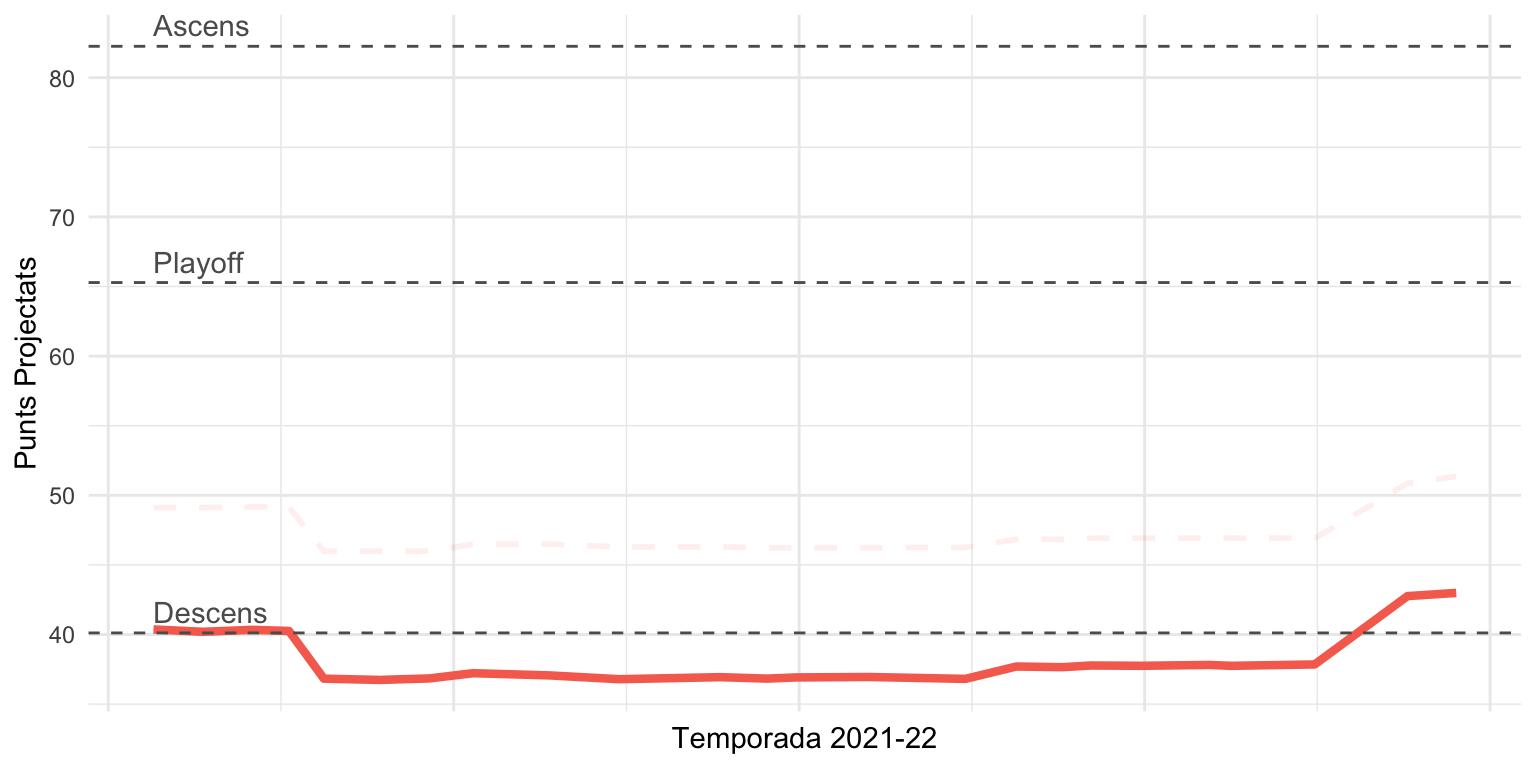 Ascens
80
70
Playoff
60
50
Descens
40
Punts Projectats
Temporada 2021-22